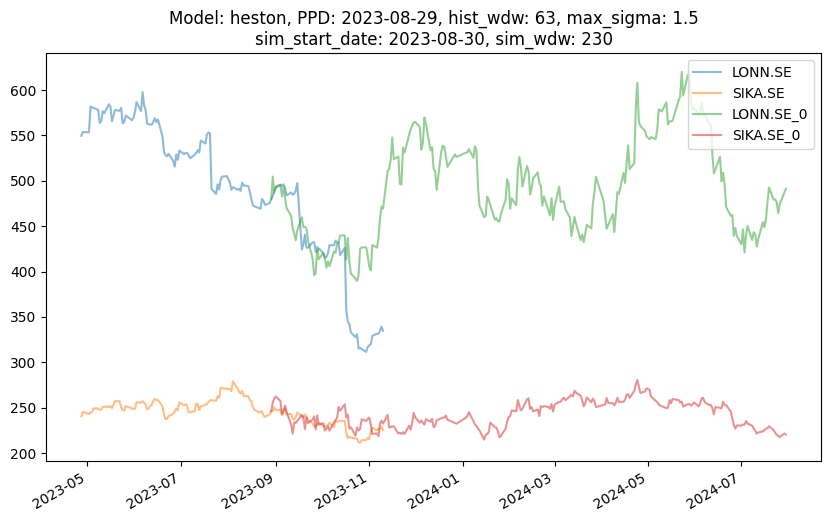 Model: heston, PPD: 2023-08-29, hist_wdw: 63, max_sigma: 1.5
sim_start_date: 2023-08-30, sim_wdw: 230
LONN.SE
SIKA.SE
LONN.SE_0
SIKA.SE_0
600
550
500
450
400
350
300
250
200
2023-05
2023-07
2023-09
2023-11
2024-01
2024-03
2024-05
2024-07